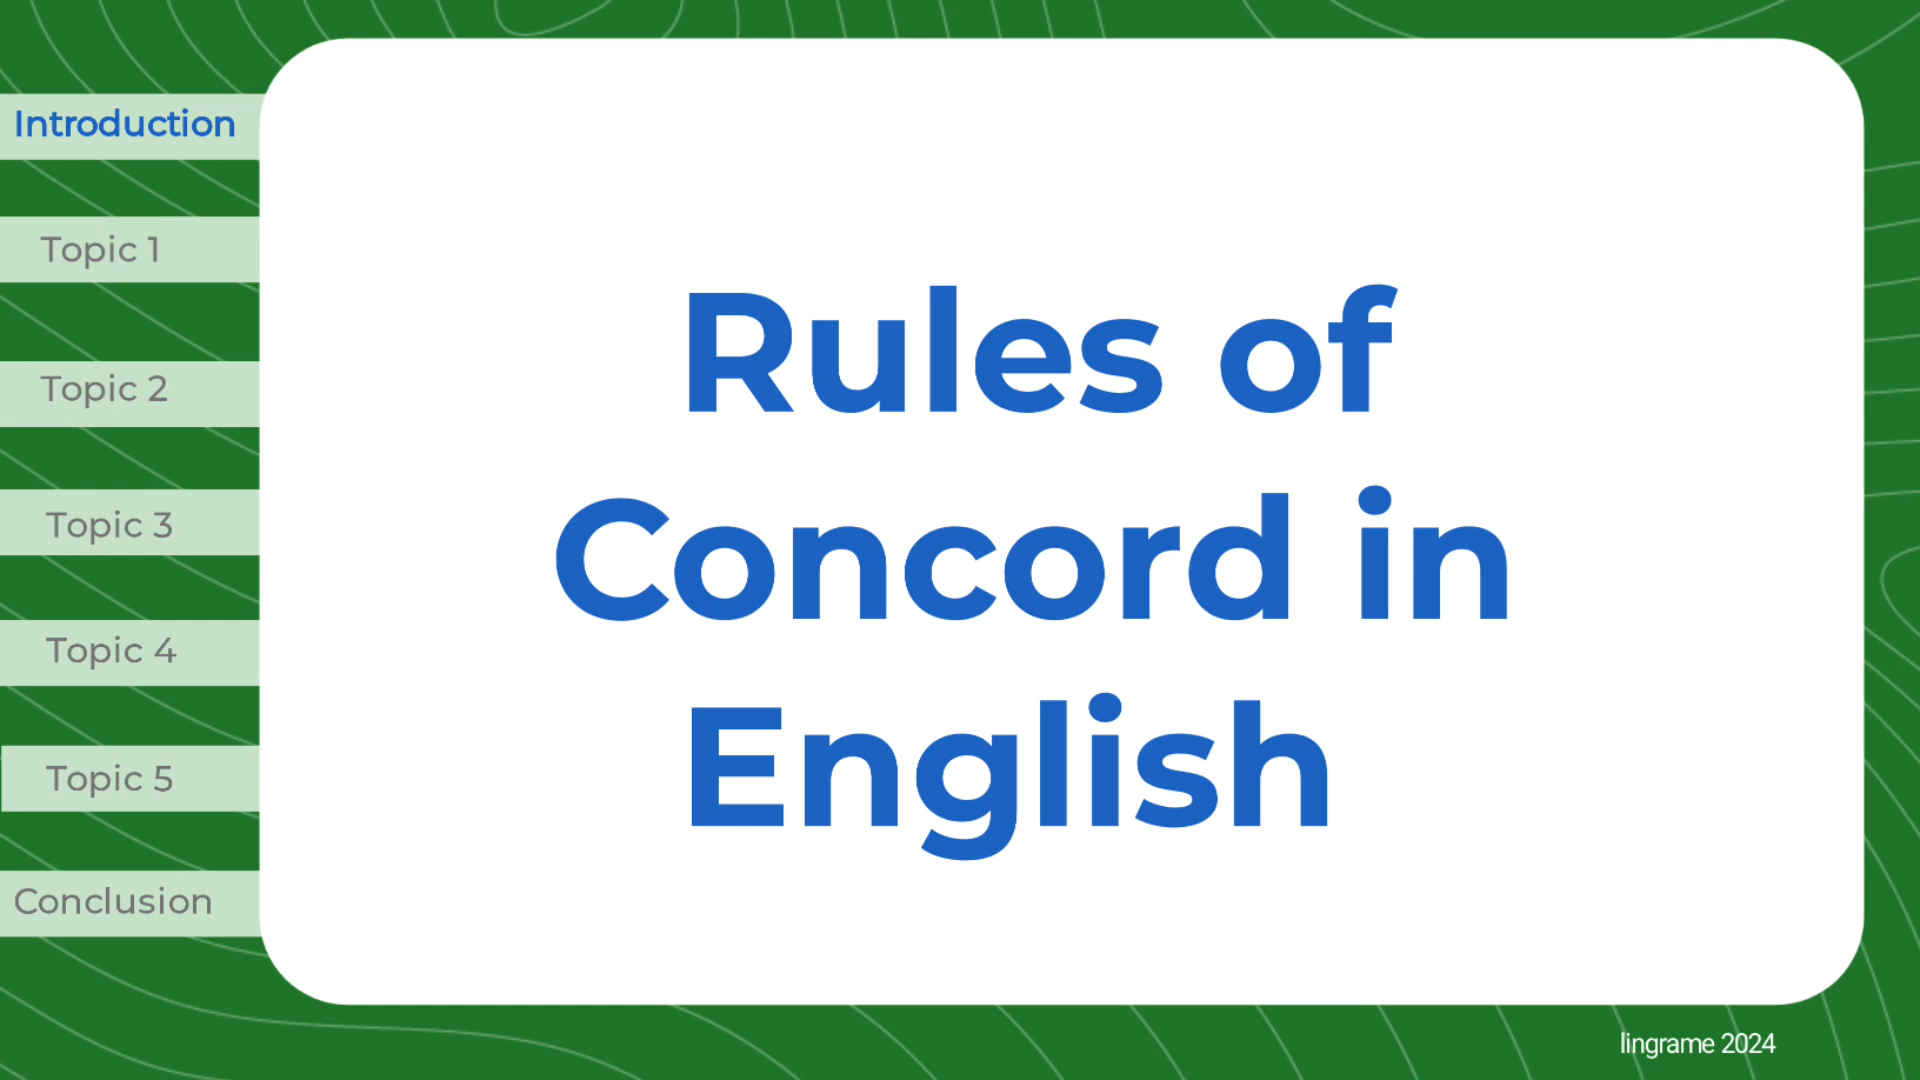 Introduction
Topic 1
Topic 2
Topic 3
Topic 4
Topic 5
Conclusion
Rules of
Concord in
English
lingrame 2024